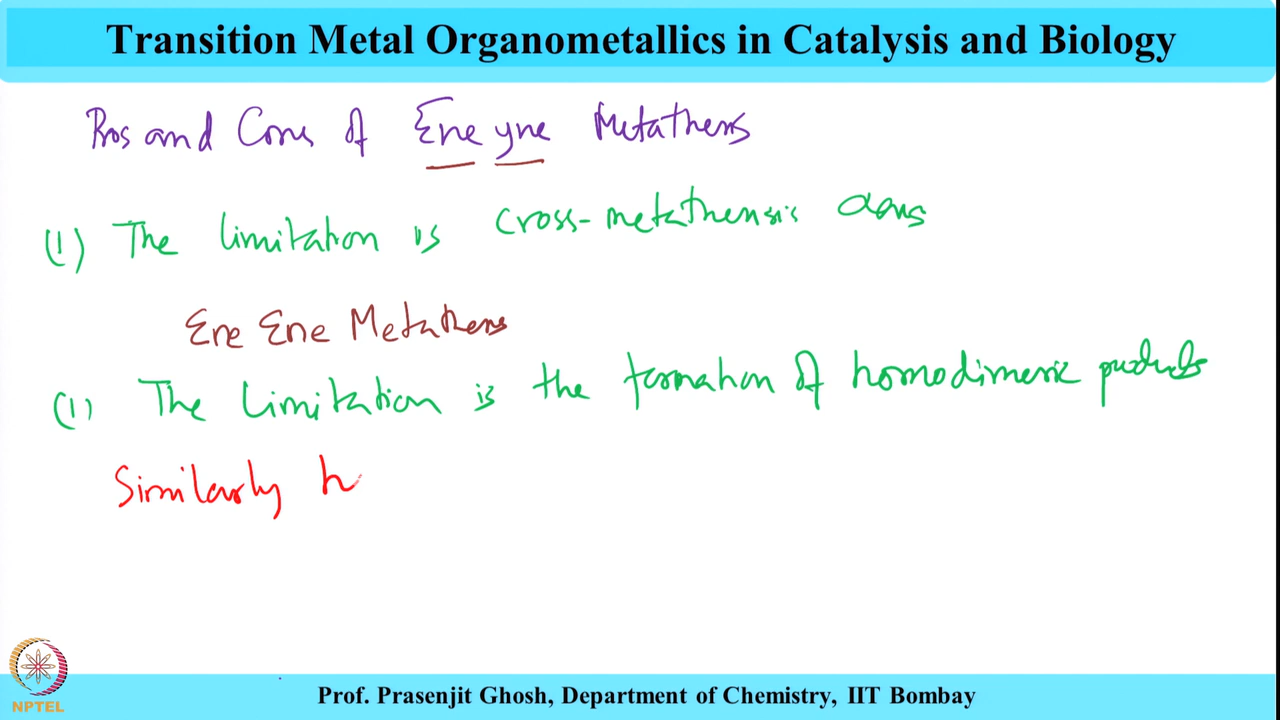 Transition Metal Organometallics in Catalysis and Biology
Pros and Cons of Ene yne Metathesis
(1) The limitation is cross-metathensis
Ene Ene Metathesis
(1) The Limitation is the formation of homodimeric products
Similarly h
NPTEL
Prof. Prasenjit Ghosh, Department of Chemistry, IIT Bombay